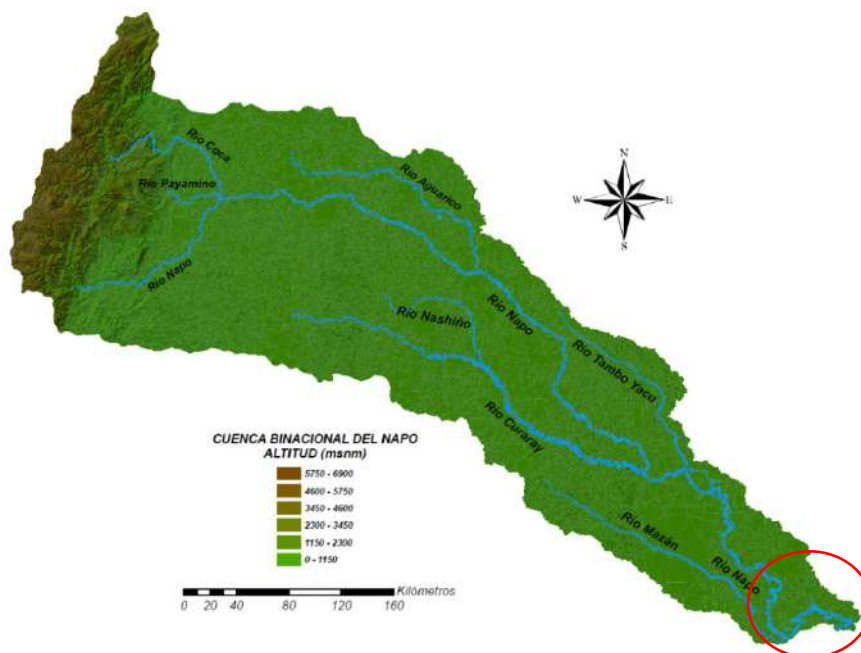 Río Coca
Río Payamino
Río Napo
Río Aguarico
N
W
E
S
Río Napo
Río Nashiño
Río Tambo Yacu
Río Curaray
Río Mazán
Río Napo
CUENCA BINACIONAL DEL NAPO
ALTITUD (msnm)
5750 - 6900
4600 - 5750
3450 - 4600
2300 - 3450
1150 - 2300
0 - 1150
Kilómetros
0 20 40 80 120 160